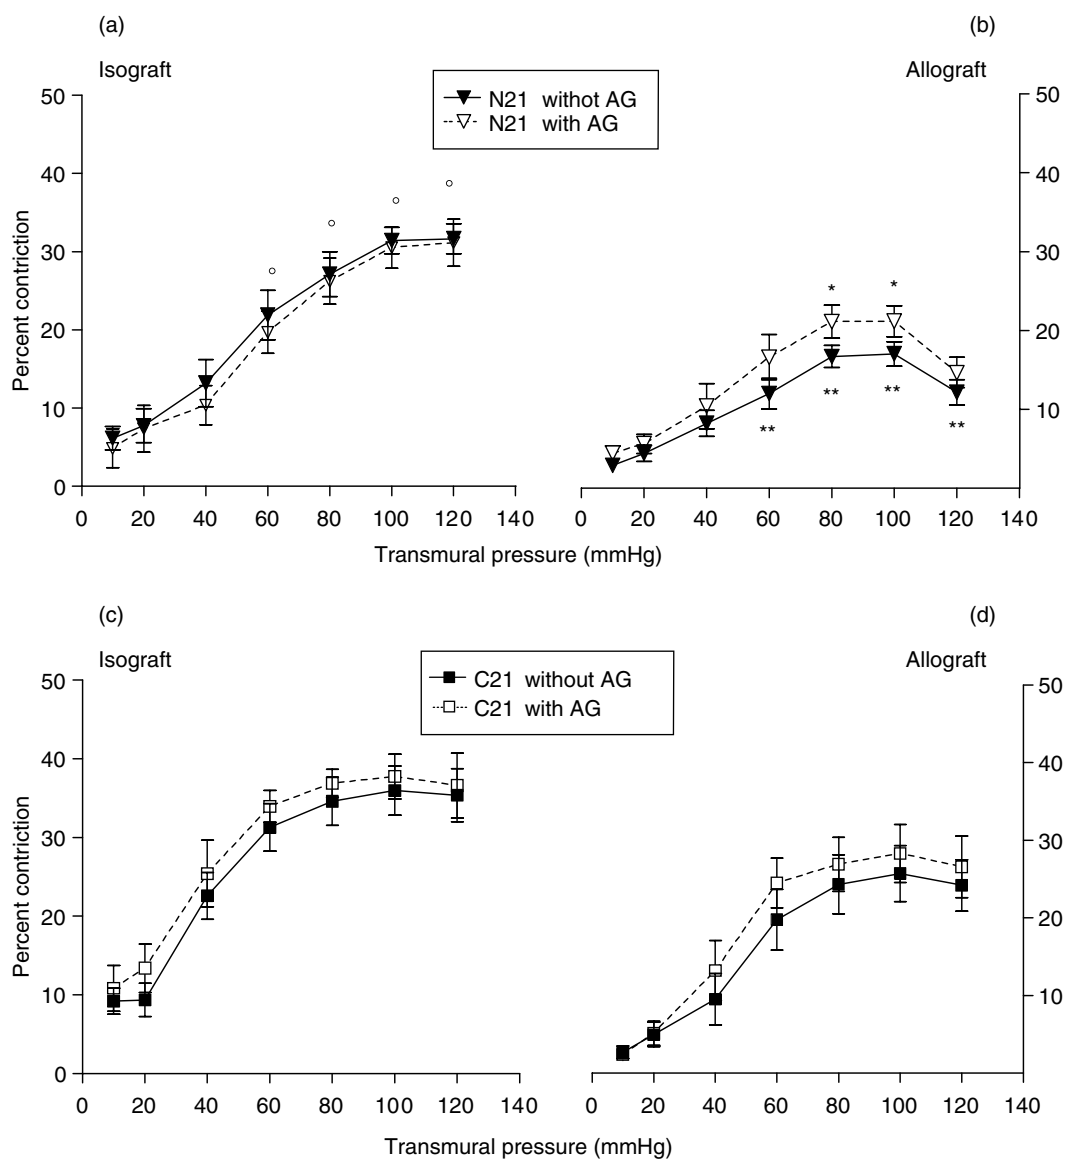 (a)
(b)
Isograft
Allograft
N21 withot AG
N21 with AG
50
40
30
20
10
0
Percent contriction
° ° ° ° °
50
40
30
20
10
* *
** ** ** **
0 20 40 60 80 100 120 140
0 20 40 60 80 100 120 140
Transmural pressure (mmHg)
(c)
(d)
Isograft
Allograft
C21 without AG
C21 with AG
50
40
30
20
10
0
Percent contriction
50
40
30
20
10
0 20 40 60 80 100 120 140
0 20 40 60 80 100 120 140
Transmural pressure (mmHg)